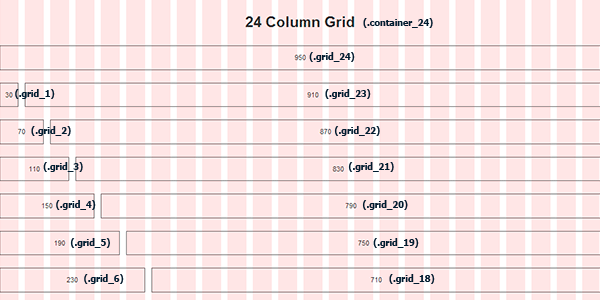 24 Column Grid (.container_24)
950 (.grid_24)
30 (.grid_1) 910 (.grid_23)
70 (.grid_2) 870 (.grid_22)
110 (.grid_3) 830 (.grid_21)
150 (.grid_4) 790 (.grid_20)
190 (.grid_5) 750 (.grid_19)
230 (.grid_6) 710 (.grid_18)